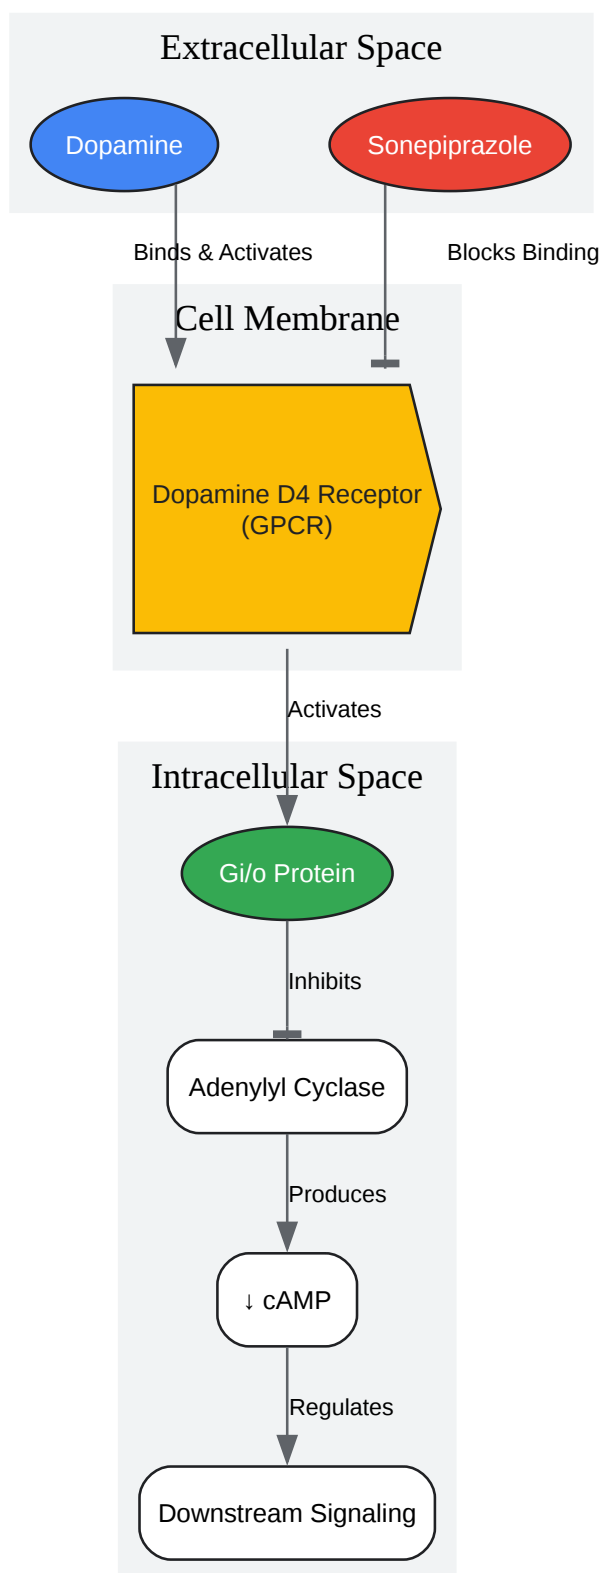 Extracellular Space
Dopamine
Sonepiprazole
Binds & Activates
Blocks Binding
Cell Membrane
Dopamine D4 Receptor
(GPCR)
Activates
Intracellular Space
Gi/o Protein
Inhibits
Adenylyl Cyclase
Produces
↓ cAMP
Regulates
Downstream Signaling